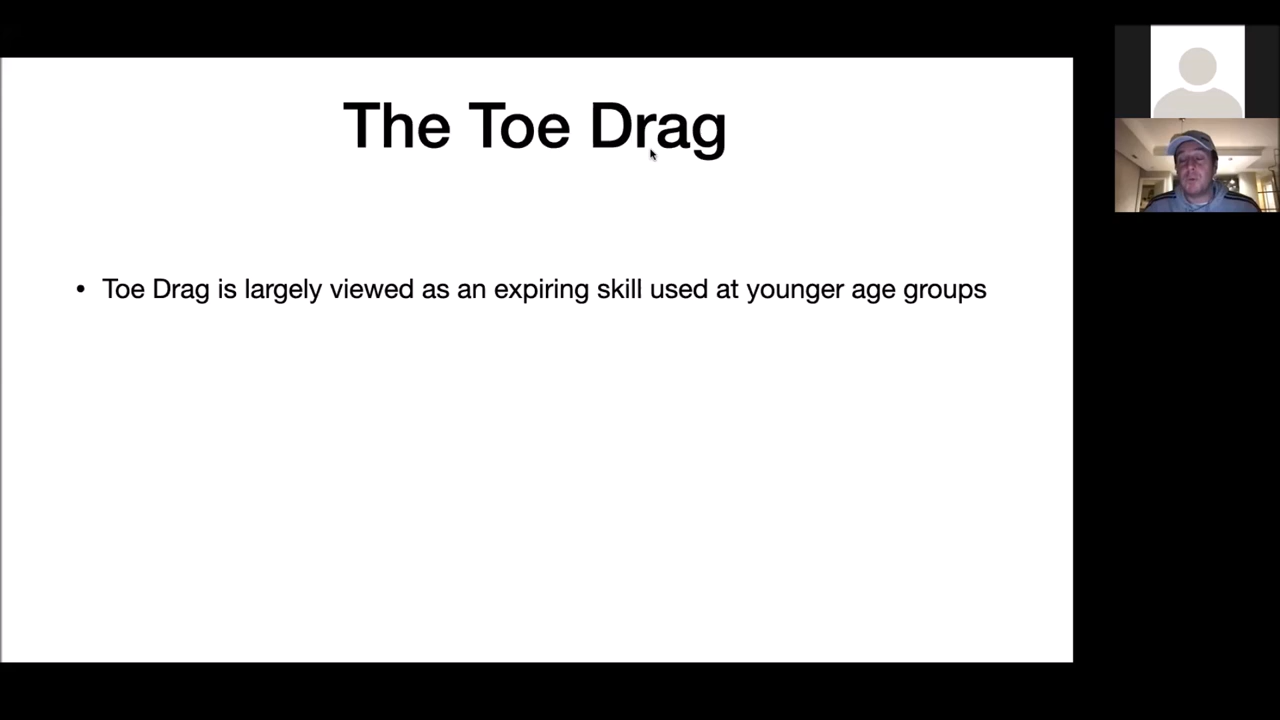 The Toe Drag
• Toe Drag is largely viewed as an expiring skill used at younger age groups